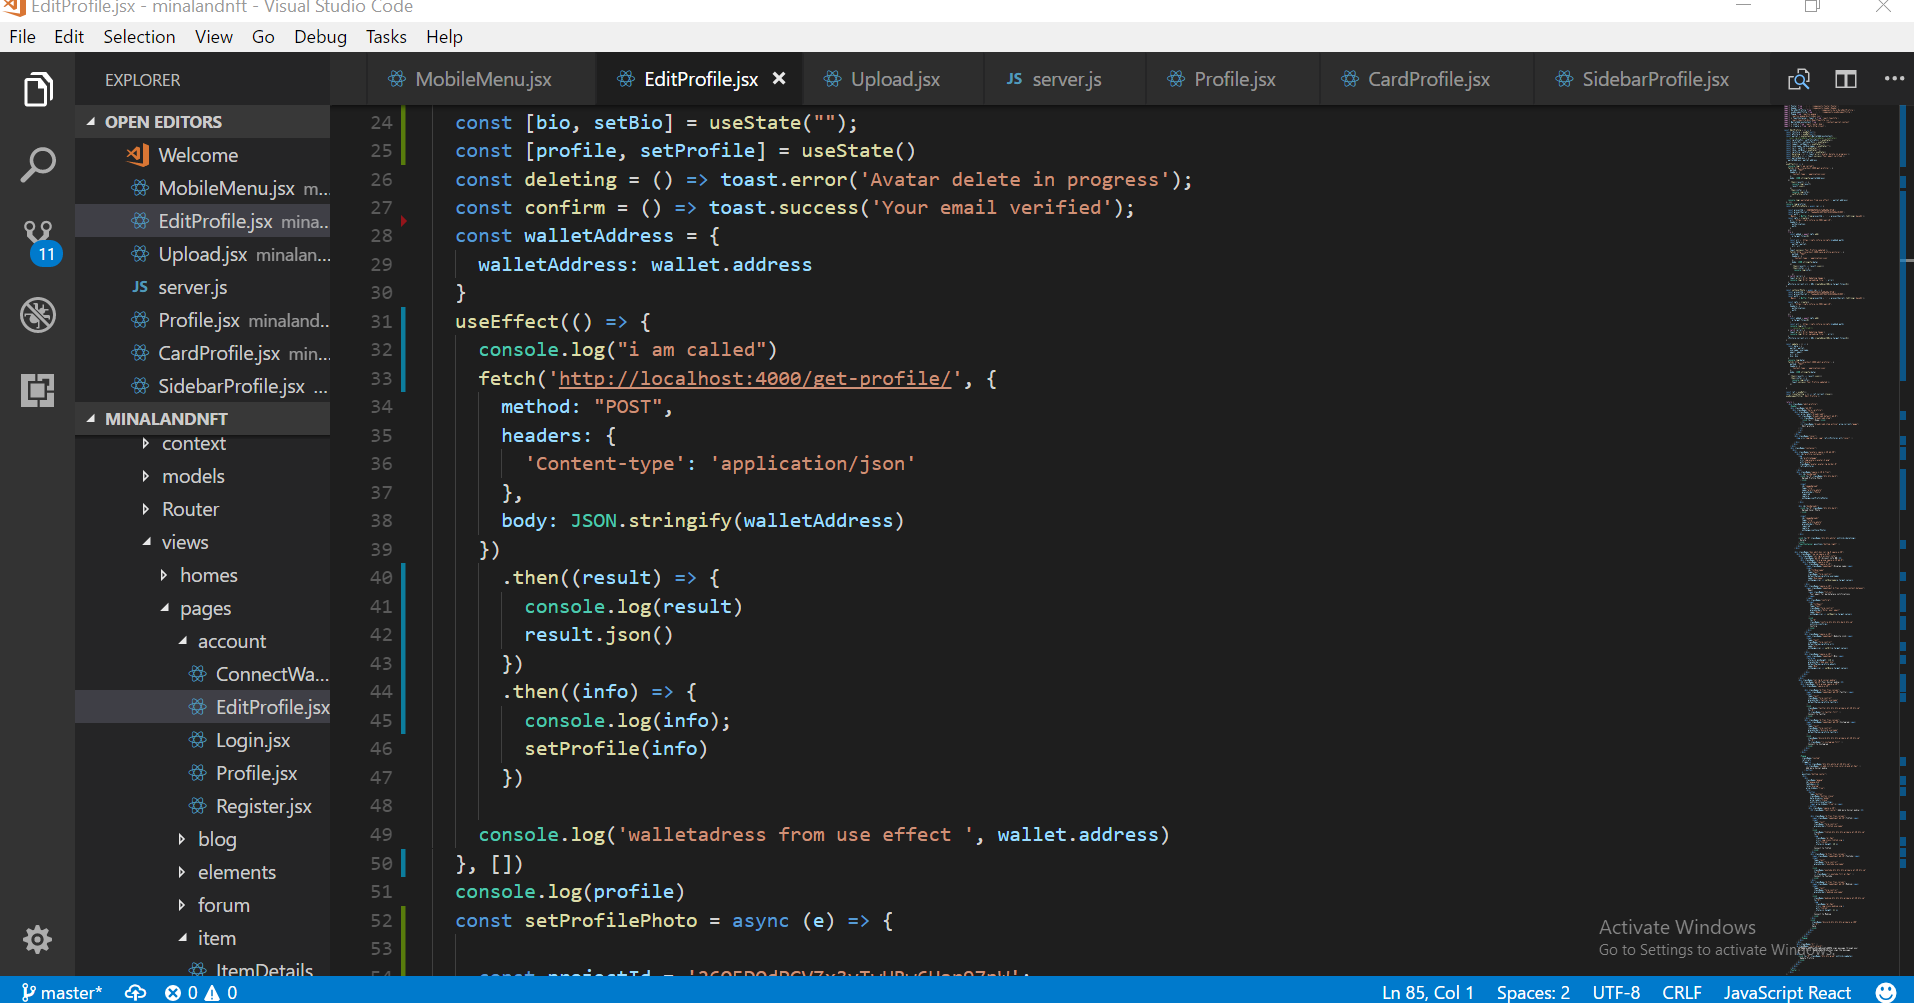 EditProfile.jsx - minalandnft - Visual Studio Code
File Edit Selection View Go Debug Tasks Help
EXPLORER
MobileMenu.jsx EditProfile.jsx Upload.jsx JS server.js Profile.jsx CardProfile.jsx SidebarProfile.jsx
OPEN EDITORS
Welcome
MobileMenu.jsx m...
EditProfile.jsx mina...
Upload.jsx minalan...
JS server.js
Profile.jsx minaland...
CardProfile.jsx min...
SidebarProfile.jsx ...
MINALANDNFT
context
models
Router
views
homes
pages
account
ConnectWa...
EditProfile.jsx
Login.jsx
Profile.jsx
Register.jsx
blog
elements
forum
item
ItemDetails
11
24 const [bio, setBio] = useState("");
25 const [profile, setProfile] = useState()
26 const deleting = () => toast.error('Avatar delete in progress');
27 const confirm = () => toast.success('Your email verified');
28 const walletAddress = {
29 walletAddress: wallet.address
30 }
31 useEffect(() => {
32 console.log("i am called")
33 fetch('http://localhost:4000/get-profile/', {
34 method: "POST",
35 headers: {
36 'Content-type': 'application/json'
37 },
38 body: JSON.stringify(walletAddress)
39 })
40 .then((result) => {
41 console.log(result)
42 result.json()
43 })
44 .then((info) => {
45 console.log(info);
46 setProfile(info)
47 })
48
49 console.log('walletadress from use effect ', wallet.address)
50 }, [])
51 console.log(profile)
52 const setProfilePhoto = async (e) => {
53
54 const projectId =
Activate Windows
Go to Settings to activate Windows.
master* 0 0 Ln 85, Col 1 Spaces: 2 UTF-8 CRLF JavaScript React